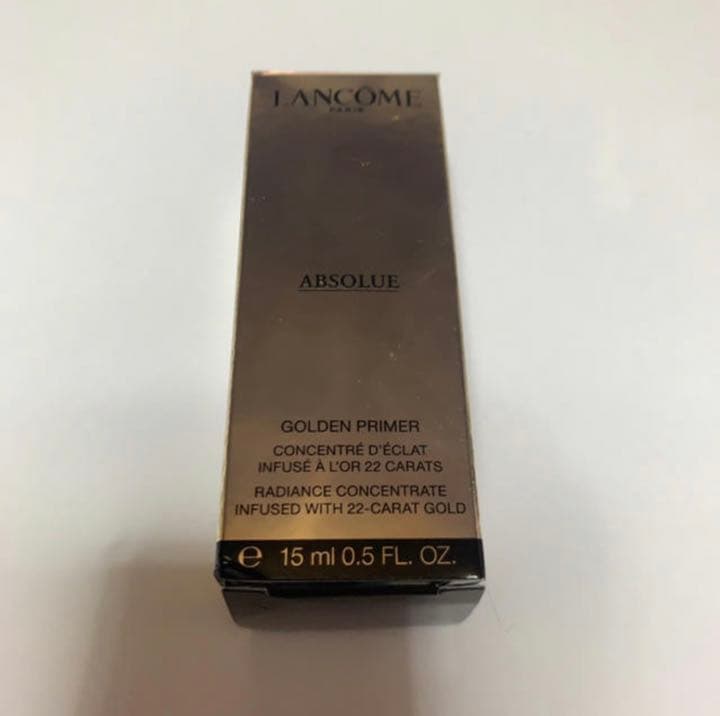 LANCÔME
PARIS
ABSOLUE
GOLDEN PRIMER
CONCENTRÉ D'ÉCLAT
INFUSÉ À L'OR 22 CARATS
RADIANCE CONCENTRATE
INFUSED WITH 22-CARAT GOLD
℮ 15 ml 0.5 FL. OZ.